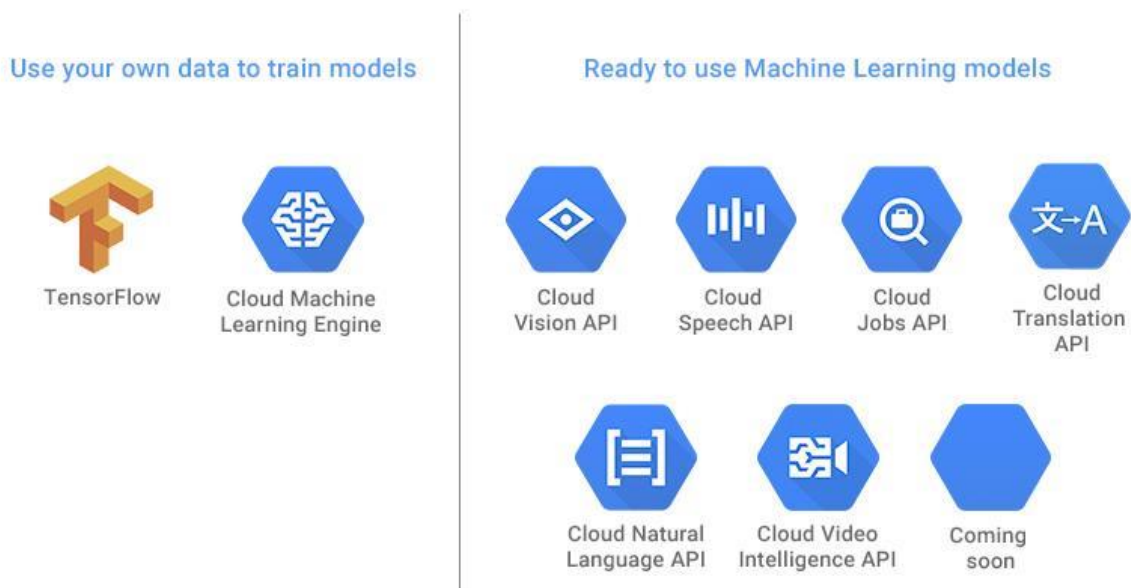 Use your own data to train models
Ready to use Machine Learning models
TensorFlow
Cloud Machine
Learning Engine
Cloud
Vision API
Cloud
Speech API
Cloud
Jobs API
文→A
Cloud
Translation
API
Cloud Natural
Language API
Cloud Video
Intelligence API
Coming
soon